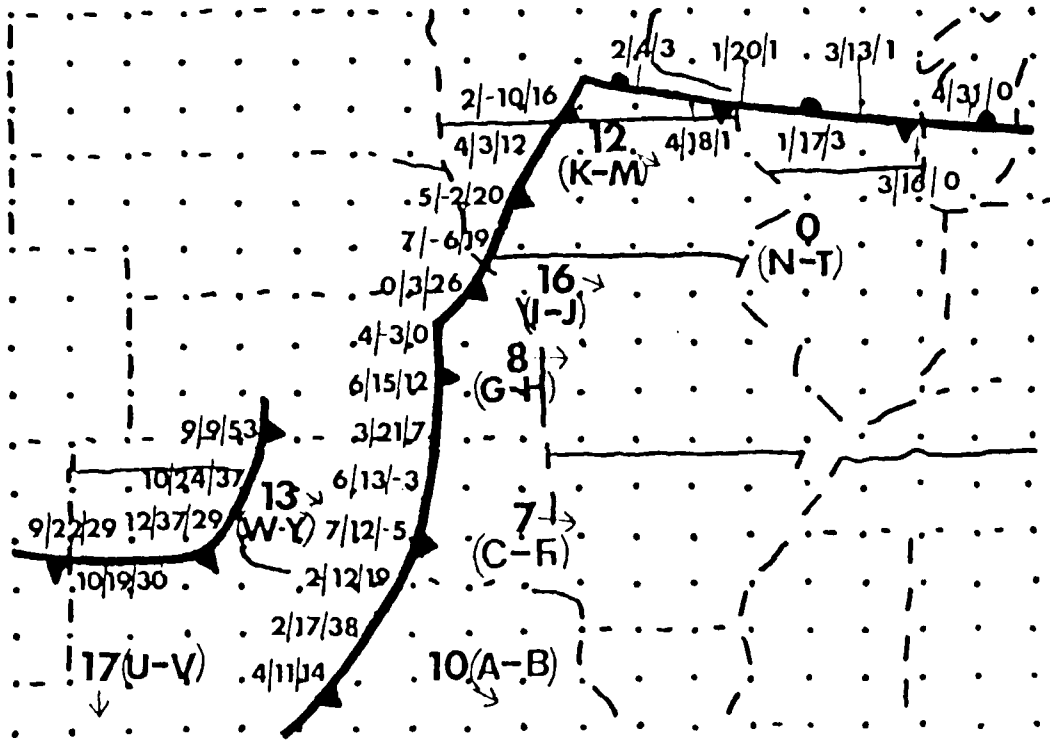 2/4/3 1/20/1 3/13/1
2/-10/16 4/31/0
4/3/12 12 4/18/1 1/17/3
(K-M) 3/16/0
5/-2/20
7/-6/19 0
(N-T)
0/3/26 16
(I-J)
4/-3/0
6/15/12 8
(G-H)
9/9/53 3/21/7
10/24/37 6/13/-3
13
9/22/29 12/37/29 (W-Y) 7/12/-5 7
(C-F)
10/19/30 2/12/19
2/17/38
17(U-V) 4/11/14 10(A-B)